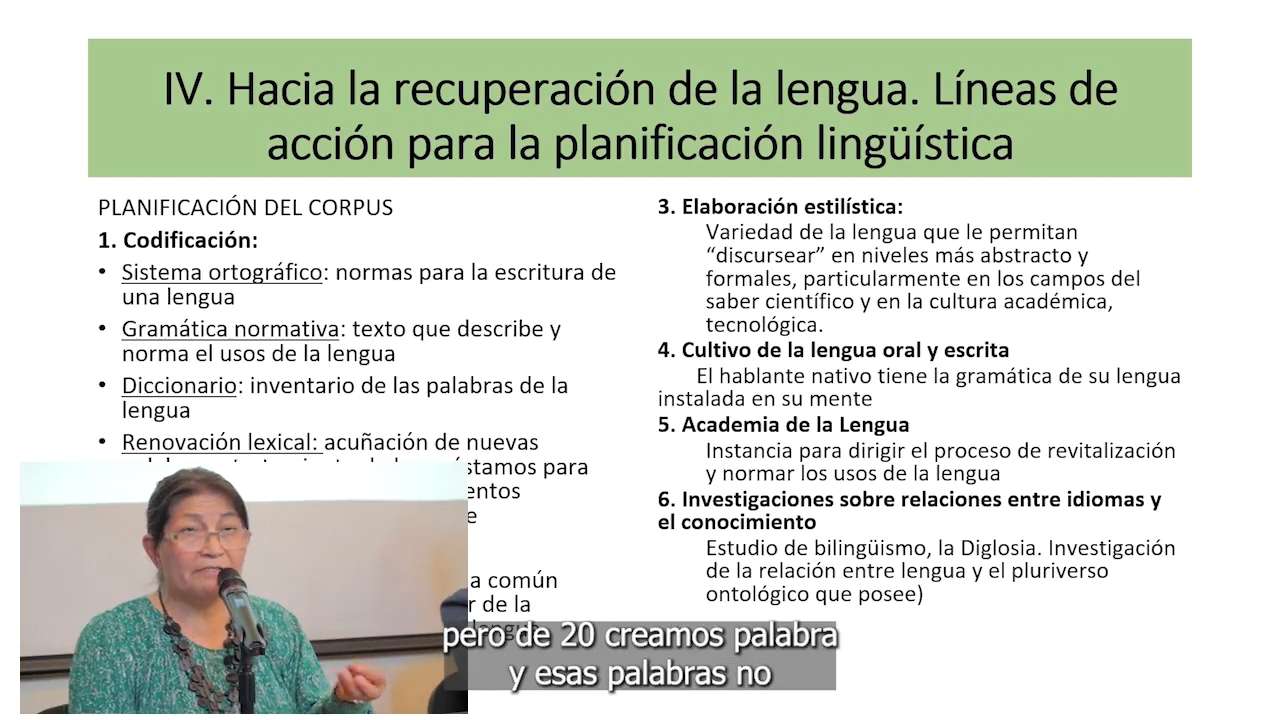 IV. Hacia la recuperación de la lengua. Líneas de
acción para la planificación lingüística
PLANIFICACIÓN DEL CORPUS
1. Codificación:
• Sistema ortográfico: normas para la escritura de
una lengua
• Gramática normativa: texto que describe y
norma el usos de la lengua
• Diccionario: inventario de las palabras de la
lengua
• Renovación lexical: acuñación de nuevas
para
3. Elaboración estilística:
Variedad de la lengua que le permitan
“discursear” en niveles más abstracto y
formales, particularmente en los campos del
saber científico y en la cultura académica,
tecnológica.
4. Cultivo de la lengua oral y escrita
El hablante nativo tiene la gramática de su lengua
instalada en su mente
5. Academia de la Lengua
Instancia para dirigir el proceso de revitalización
y normar los usos de la lengua
6. Investigaciones sobre relaciones entre idiomas y
el conocimiento
Estudio de bilingüismo, la Diglosia. Investigación
de la relación entre lengua y el pluriverso
ontológico que posee)
común
de la
pero de 20 creamos palabra
y esas palabras no